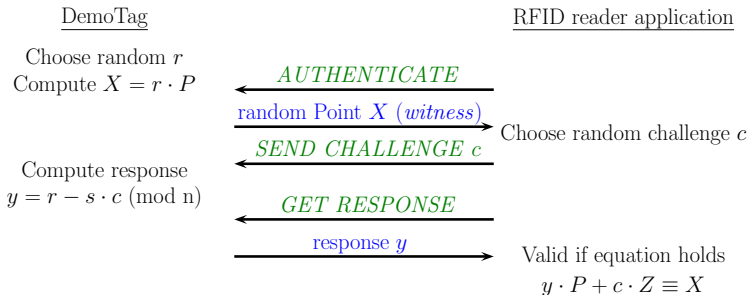 DemoTag
RFID reader application
Choose random r
Compute X = r · P
AUTHENTICATE
random Point X (witness)
Choose random challenge c
SEND CHALLENGE c
Compute response
y = r − s · c (mod n)
GET RESPONSE
response y
Valid if equation holds
y · P + c · Z ≡ X